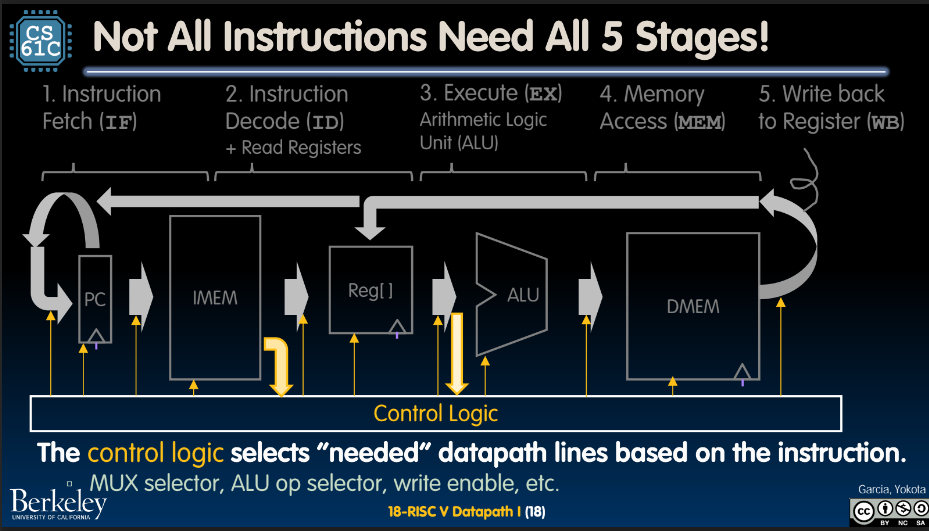 CS
61C
Not All Instructions Need All 5 Stages!
1. Instruction
Fetch (IF)
2. Instruction
Decode (ID)
+ Read Registers
3. Execute (EX)
Arithmetic Logic
Unit (ALU)
4. Memory
Access (MEM)
5. Write back
to Register (WB)
PC
IMEM
Reg[ ]
ALU
DMEM
Control Logic
The control logic selects “needed” datapath lines based on the instruction.
MUX selector, ALU op selector, write enable, etc.
Berkeley
UNIVERSITY OF CALIFORNIA
18-RISC V Datapath I (18)
Garcia, Yokota
cc
BY NC SA